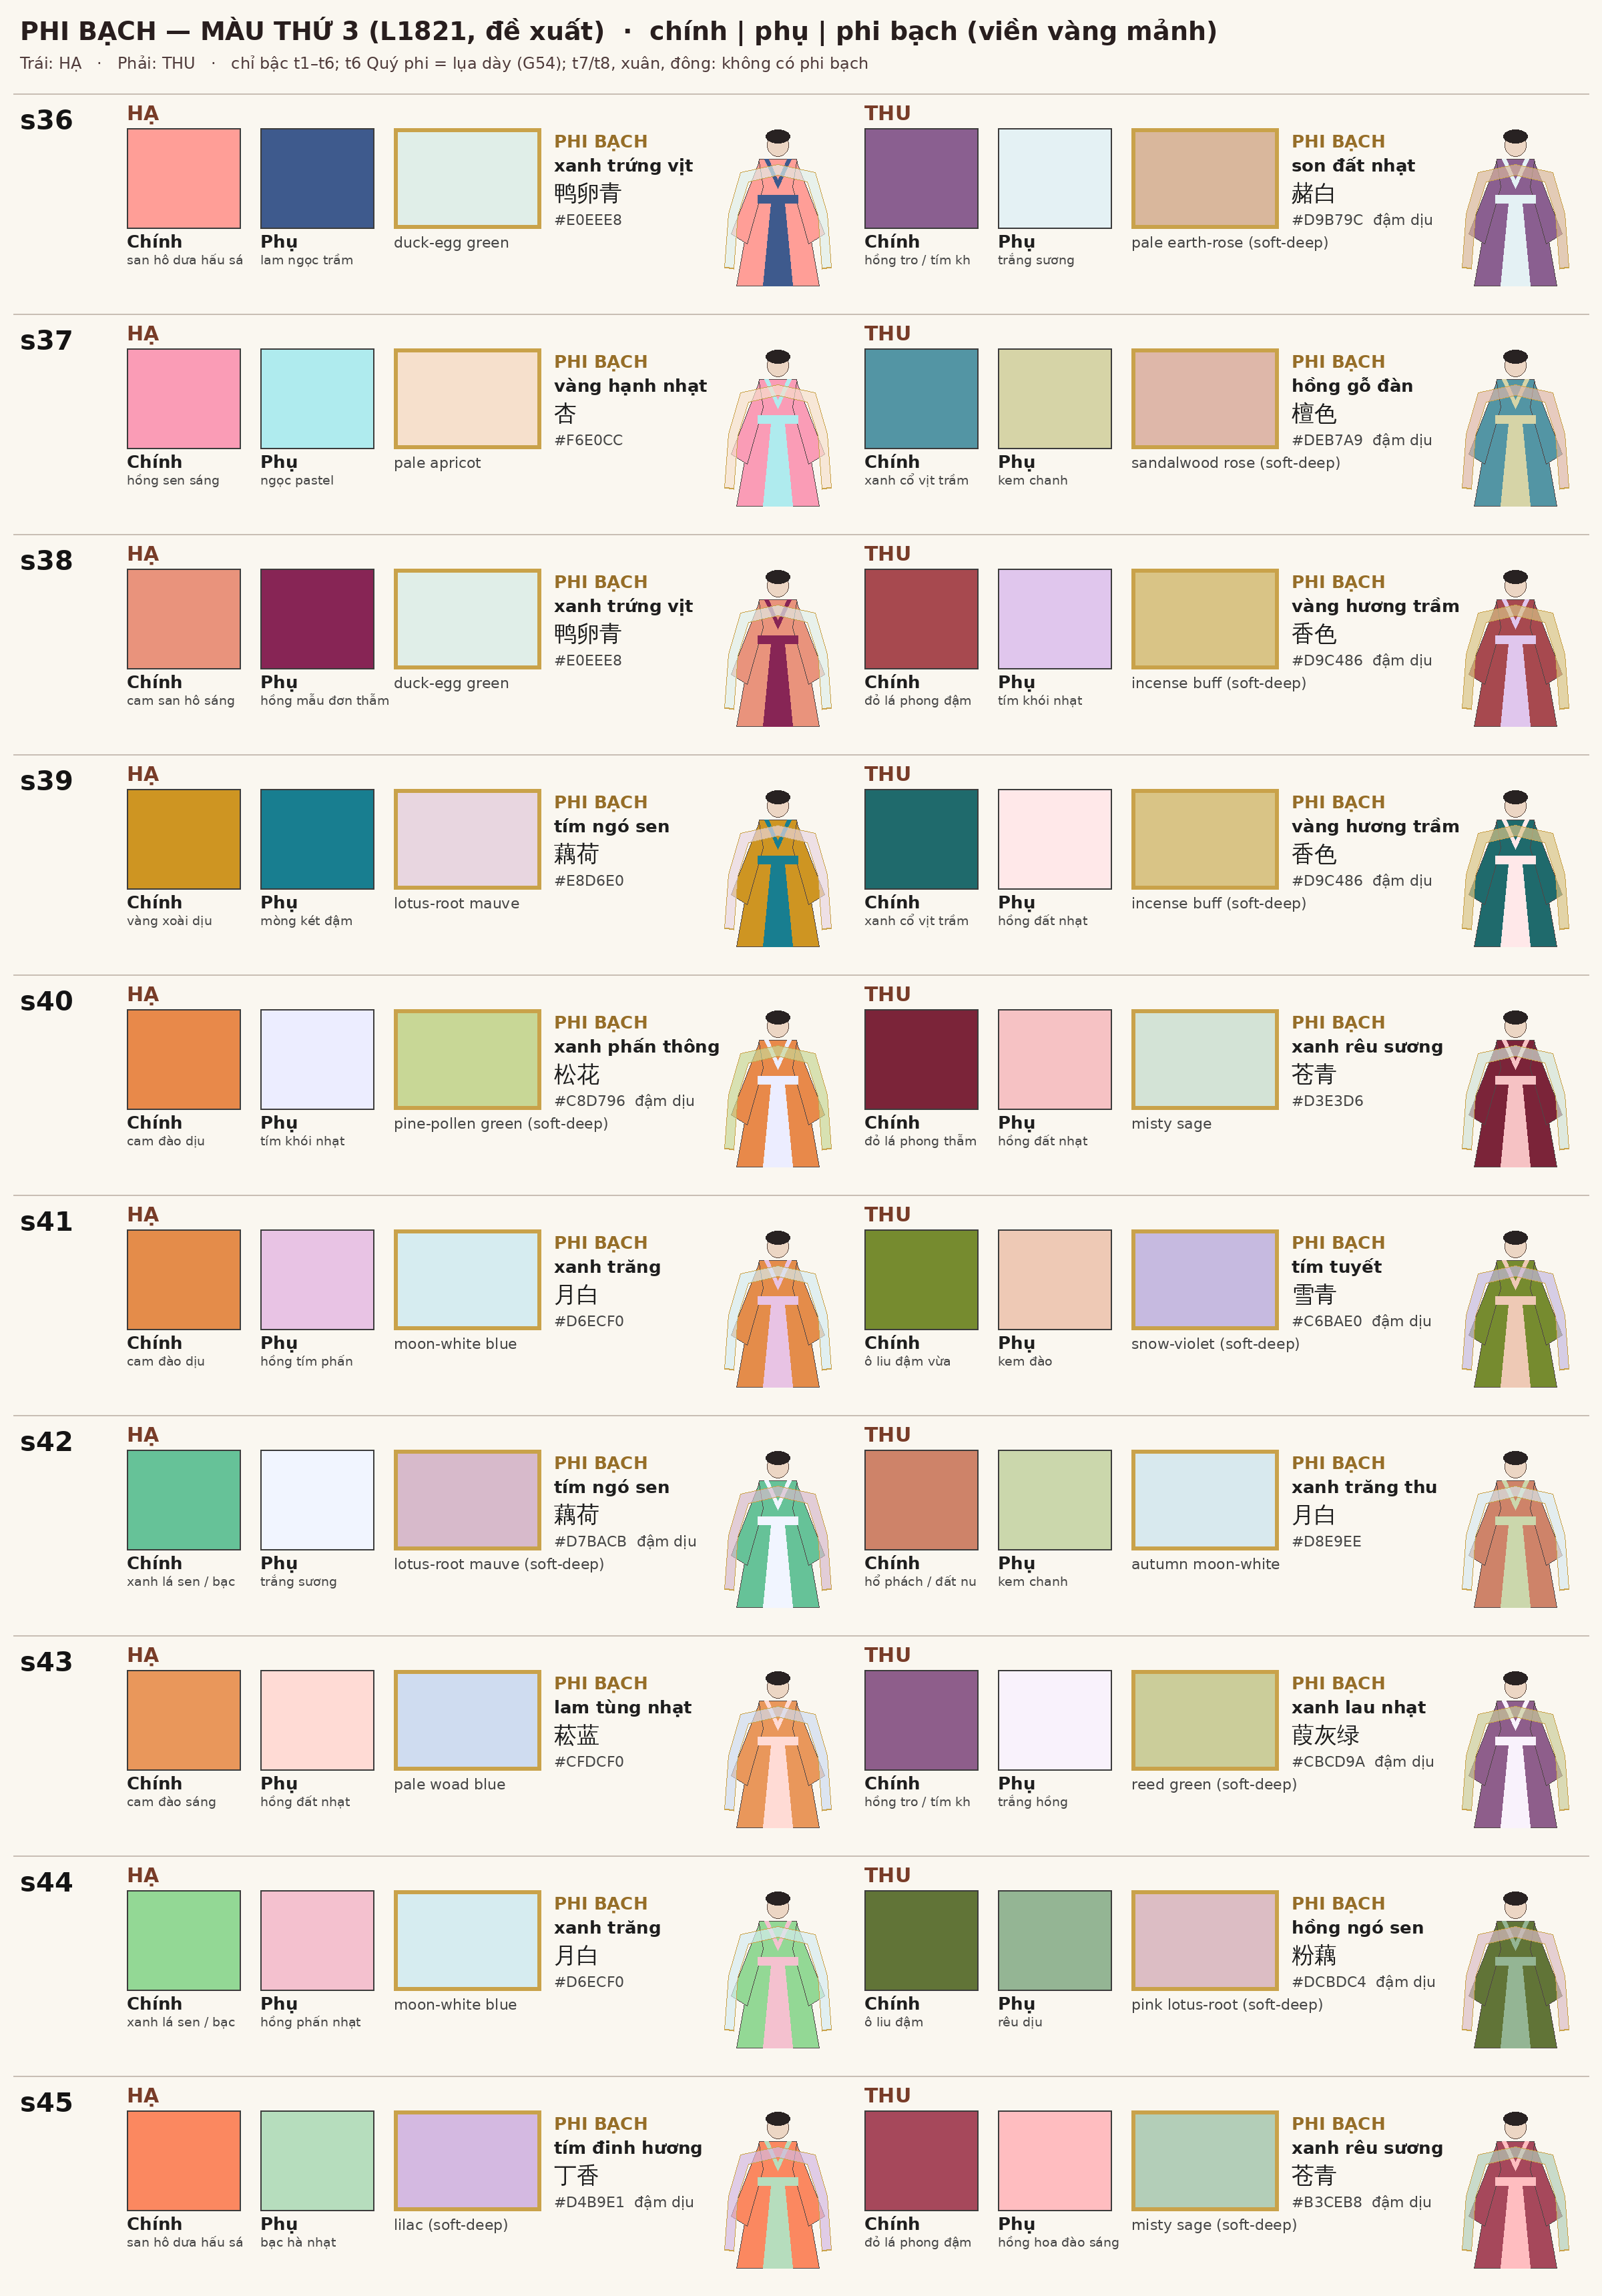 PHI BẠCH — MÀU THỨ 3 (L1821, đề xuất)  ·  chính | phụ | phi bạch (viền vàng mảnh)
Trái: HẠ   ·   Phải: THU   ·   chỉ bậc t1–t6; t6 Quý phi = lụa dày (G54); t7/t8, xuân, đông: không có phi bạch
s36
HẠ
PHI BẠCH
xanh trứng vịt
鸭卵青
#E0EEE8
Chính
san hô dưa hấu sá
Phụ
lam ngọc trầm
duck-egg green
THU
PHI BẠCH
son đất nhạt
赭白
#D9B79C  đậm dịu
Chính
hồng tro / tím kh
Phụ
trắng sương
pale earth-rose (soft-deep)
s37
HẠ
PHI BẠCH
vàng hạnh nhạt
杏
#F6E0CC
Chính
hồng sen sáng
Phụ
ngọc pastel
pale apricot
THU
PHI BẠCH
hồng gỗ đàn
檀色
#DEB7A9  đậm dịu
Chính
xanh cổ vịt trầm
Phụ
kem chanh
sandalwood rose (soft-deep)
s38
HẠ
PHI BẠCH
xanh trứng vịt
鸭卵青
#E0EEE8
Chính
cam san hô sáng
Phụ
hồng mẫu đơn thẫm
duck-egg green
THU
PHI BẠCH
vàng hương trầm
香色
#D9C486  đậm dịu
Chính
đỏ lá phong đậm
Phụ
tím khói nhạt
incense buff (soft-deep)
s39
HẠ
PHI BẠCH
tím ngó sen
藕荷
#E8D6E0
Chính
vàng xoài dịu
Phụ
mòng két đậm
lotus-root mauve
THU
PHI BẠCH
vàng hương trầm
香色
#D9C486  đậm dịu
Chính
xanh cổ vịt trầm
Phụ
hồng đất nhạt
incense buff (soft-deep)
s40
HẠ
PHI BẠCH
xanh phấn thông
松花
#C8D796  đậm dịu
Chính
cam đào dịu
Phụ
tím khói nhạt
pine-pollen green (soft-deep)
THU
PHI BẠCH
xanh rêu sương
苍青
#D3E3D6
Chính
đỏ lá phong thẫm
Phụ
hồng đất nhạt
misty sage
s41
HẠ
PHI BẠCH
xanh trăng
月白
#D6ECF0
Chính
cam đào dịu
Phụ
hồng tím phấn
moon-white blue
THU
PHI BẠCH
tím tuyết
雪青
#C6BAE0  đậm dịu
Chính
ô liu đậm vừa
Phụ
kem đào
snow-violet (soft-deep)
s42
HẠ
PHI BẠCH
tím ngó sen
藕荷
#D7BACB  đậm dịu
Chính
xanh lá sen / bạc
Phụ
trắng sương
lotus-root mauve (soft-deep)
THU
PHI BẠCH
xanh trăng thu
月白
#D8E9EE
Chính
hổ phách / đất nu
Phụ
kem chanh
autumn moon-white
s43
HẠ
PHI BẠCH
lam tùng nhạt
菘蓝
#CFDCF0
Chính
cam đào sáng
Phụ
hồng đất nhạt
pale woad blue
THU
PHI BẠCH
xanh lau nhạt
葭灰绿
#CBCD9A  đậm dịu
Chính
hồng tro / tím kh
Phụ
trắng hồng
reed green (soft-deep)
s44
HẠ
PHI BẠCH
xanh trăng
月白
#D6ECF0
Chính
xanh lá sen / bạc
Phụ
hồng phấn nhạt
moon-white blue
THU
PHI BẠCH
hồng ngó sen
粉藕
#DCBDC4  đậm dịu
Chính
ô liu đậm
Phụ
rêu dịu
pink lotus-root (soft-deep)
s45
HẠ
PHI BẠCH
tím đinh hương
丁香
#D4B9E1  đậm dịu
Chính
san hô dưa hấu sá
Phụ
bạc hà nhạt
lilac (soft-deep)
THU
PHI BẠCH
xanh rêu sương
苍青
#B3CEB8  đậm dịu
Chính
đỏ lá phong đậm
Phụ
hồng hoa đào sáng
misty sage (soft-deep)